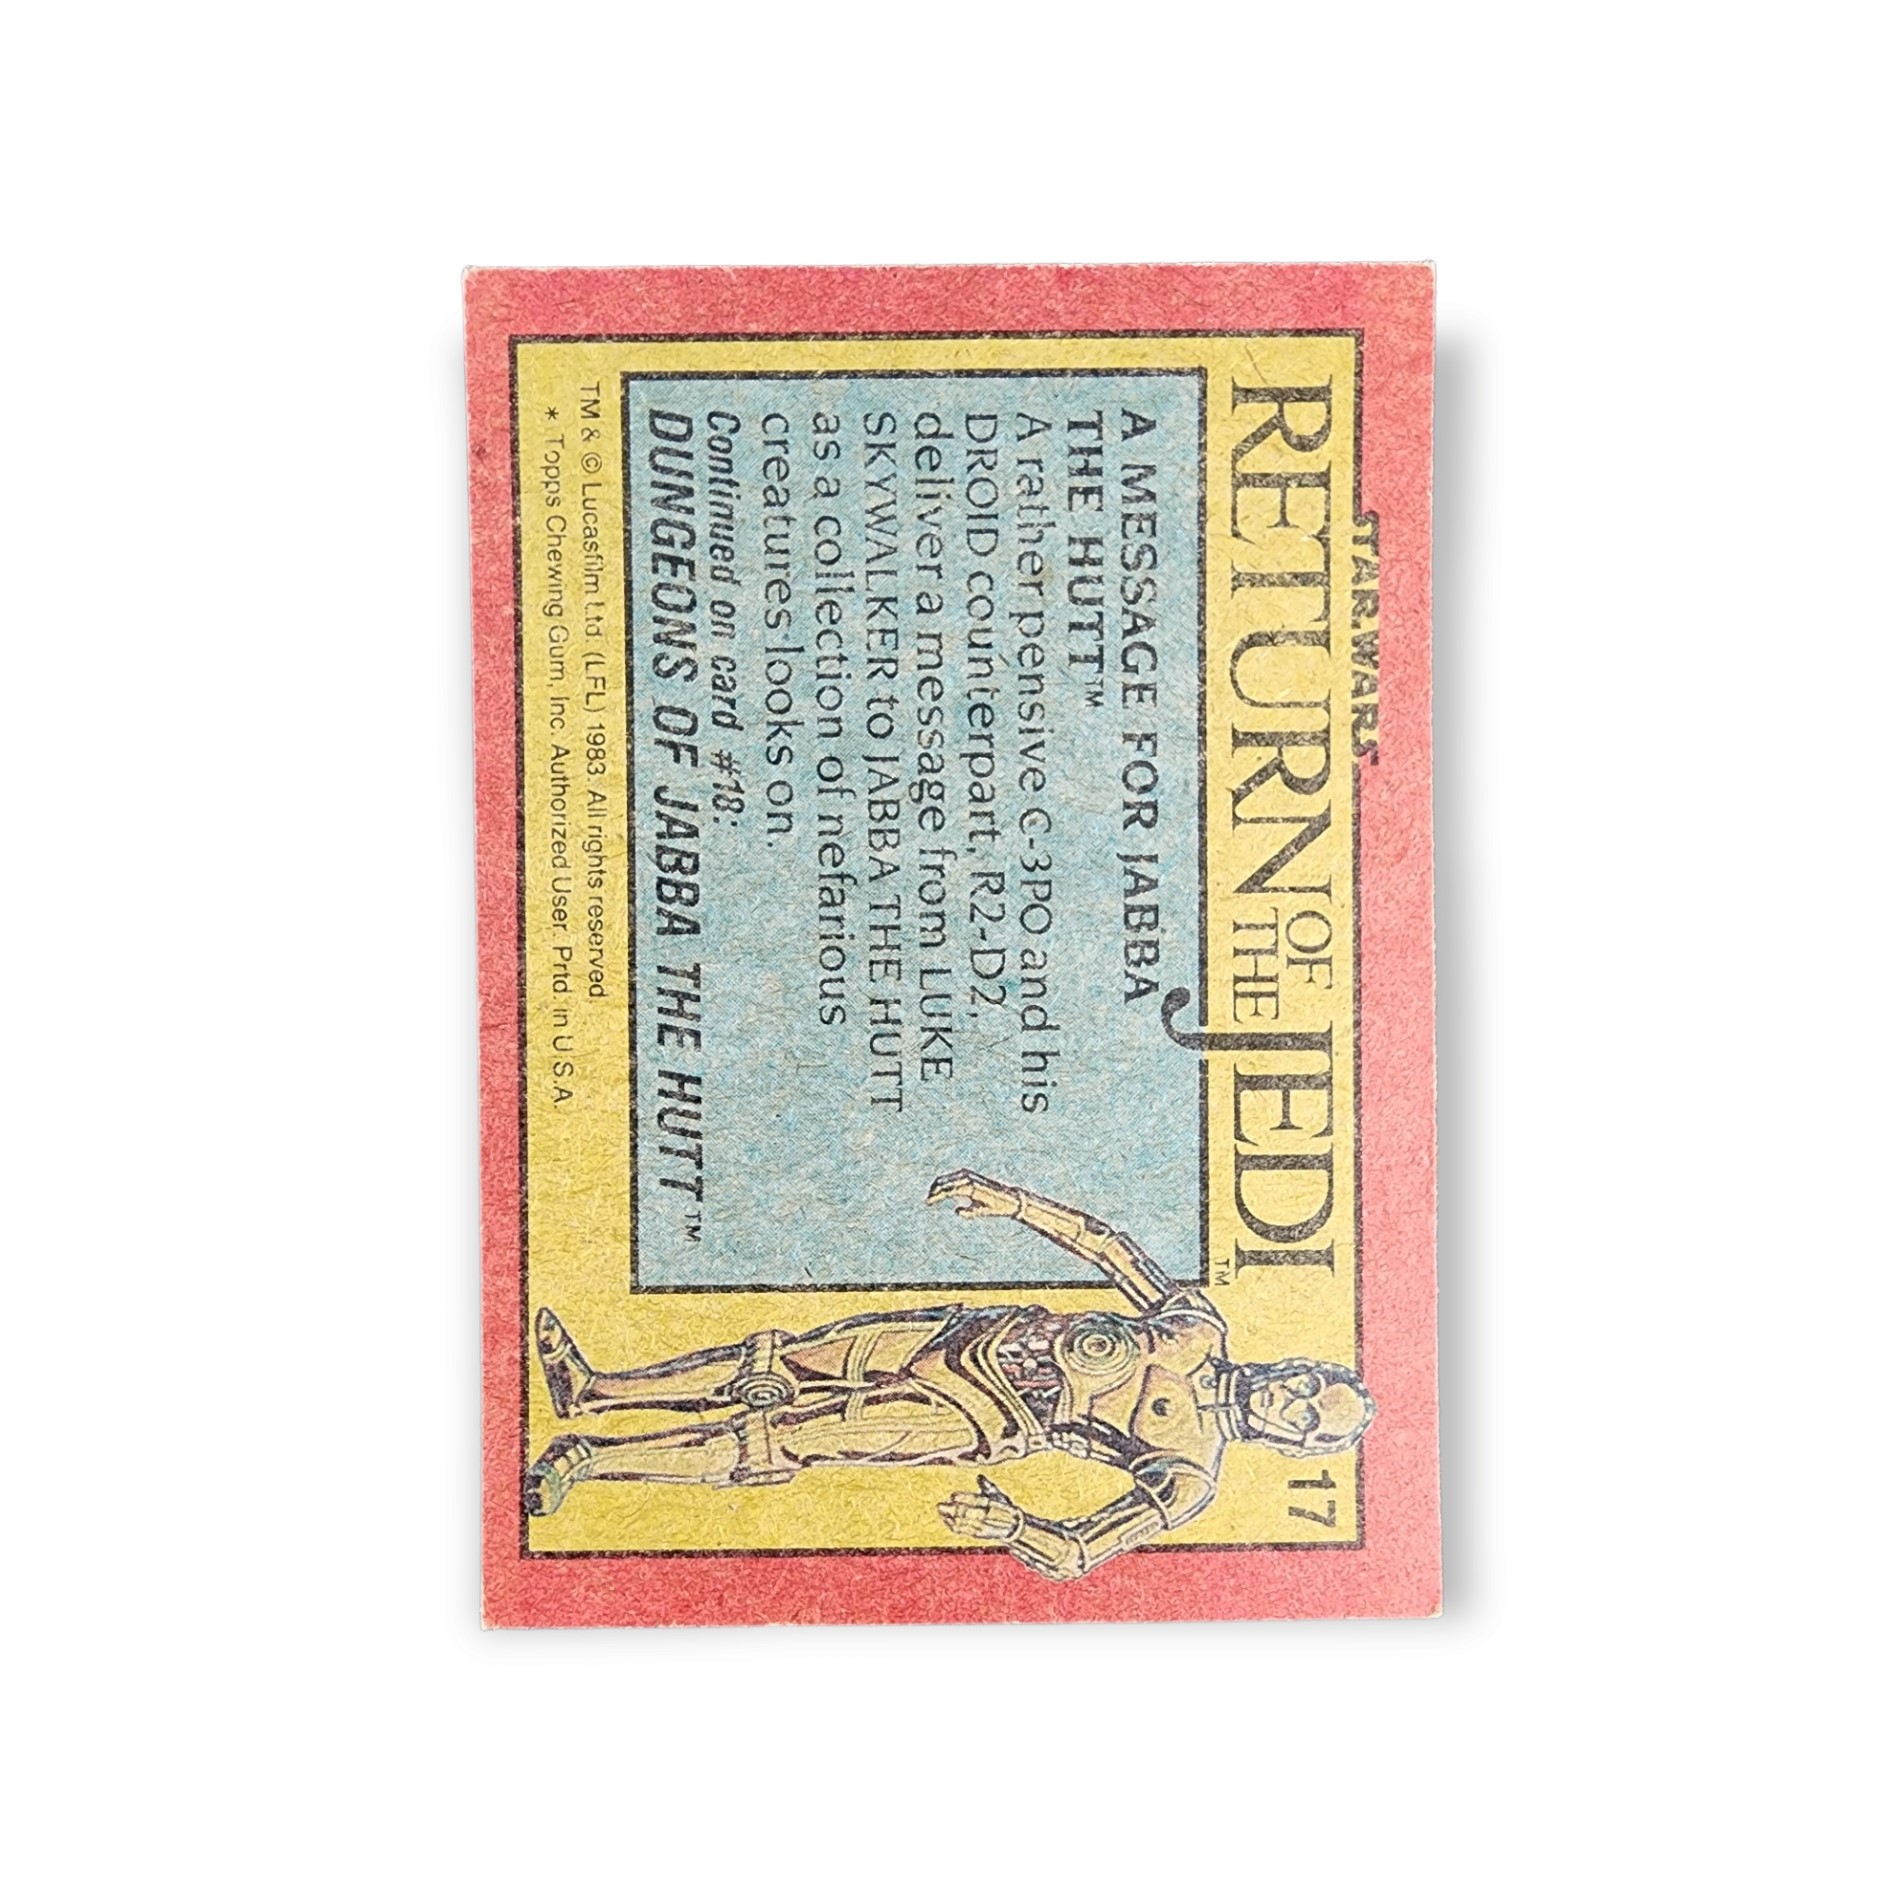 STAR WARS
RETURN OF THE JEDI™
17
A MESSAGE FOR JABBA
THE HUTT™
A rather pensive C-3PO and his
DROID counterpart, R2-D2,
deliver a message from LUKE
SKYWALKER to JABBA THE HUTT
as a collection of nefarious
creatures looks on.
Continued on card #18:
DUNGEONS OF JABBA THE HUTT™
TM & © Lucasfilm Ltd. (LFL) 1983. All rights reserved.
* Topps Chewing Gum, Inc. Authorized User. Prtd. in U.S.A.